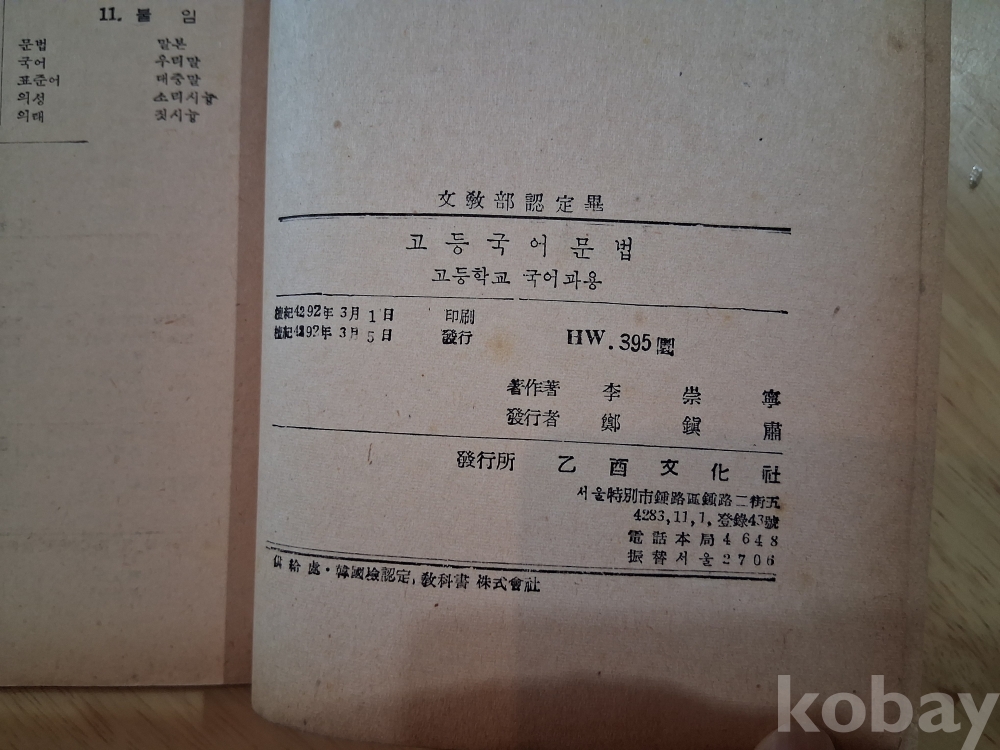 11. 붙 임
문법 말본
국어 우리말
표준어 대중말
의성 소리시늉
의태 짓시늉
文敎部認定畢
고등국어문법
고등학교 국어과용
檀紀4292年 3月 1日 印刷
檀紀4292年 3月 5日 發行
HW. 395圜
著作著 李崇寧
發行者 鄭鎭肅
發行所 乙酉文化社
서울特別市鍾路區鍾路二街五
4283, 11, 1, 登錄43號
電話本局4648
振替서울2706
供給處·韓國檢認定, 敎科書 株式會社
kobay